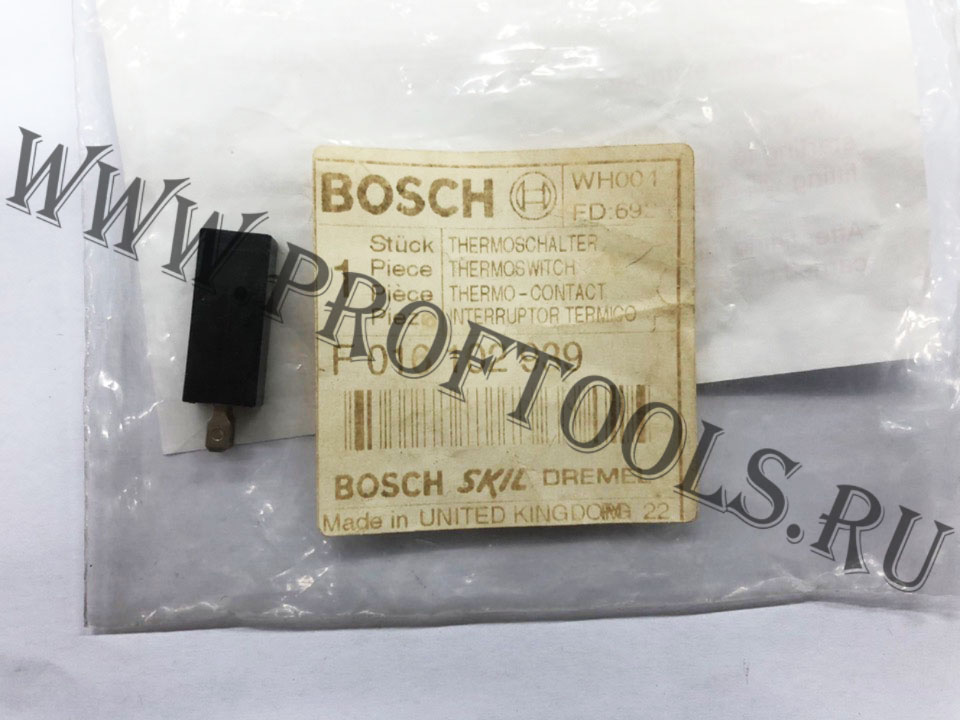 WWW.PROFTOOLS.RU
BOSCH
WH001
FD:69
Stück THERMOSCHALTER
1 Piece THERMOSWITCH
Pièce THERMO-CONTACT
INTERRUPTOR TERMICO
F 010
BOSCH SKIL DREMEL
Made in UNITED KINGDOM 22